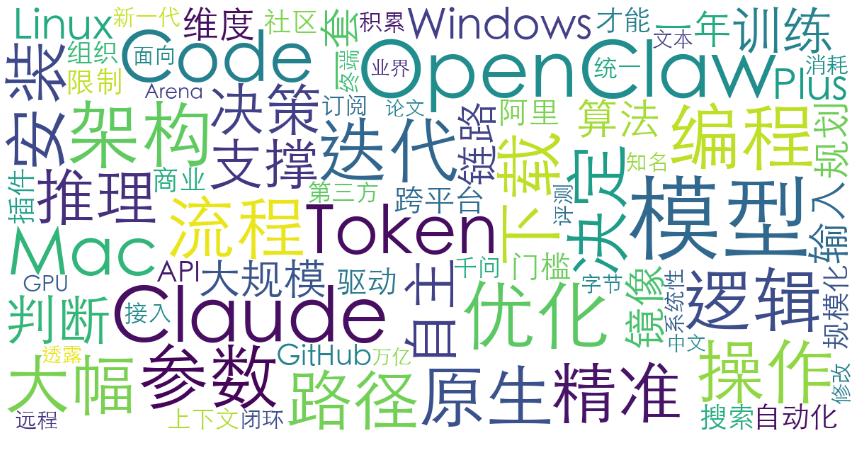 Linux
新一代
维度
社区
套
积累
Windows
才能
一年
训练
组织
面向
Code
终端
业界
OpenClaw
文本
统一
Plus
消耗
安装
限制
Arena
决策
订阅
论文
阿里
算法
编程
规划
架构
支撑
迭代
链路
下载
知名
插件
商业
推理
第三方
跨平台
评测
决定
模型
输入
流程
Token
Mac
API
大规模
驱动
千问
门槛
字节
GPU
接入
自主
镜像
中文
系统性
逻辑
规模化
判断
Claude
优化
透露
GitHub
万亿
大幅
参数
路径
原生
精准
操作
修改
远程
上下文
闭环
搜索
自动化